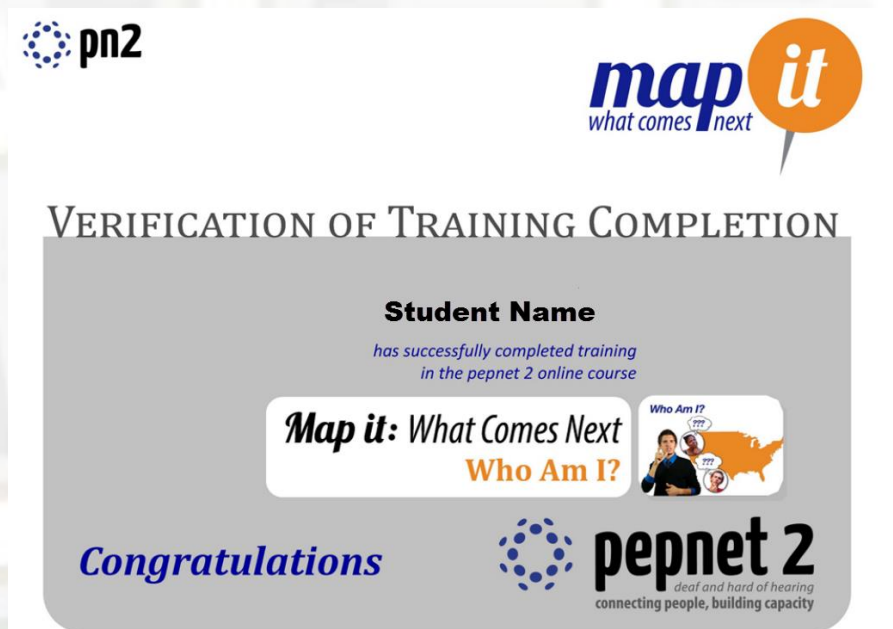 pn2
map it
what comes next
VERIFICATION OF TRAINING COMPLETION
Student Name
has successfully completed training
in the pepnet 2 online course
Map it: What Comes Next
Who Am I?
Who Am I?
???
???
Congratulations
pepnet 2
deaf and hard of hearing
connecting people, building capacity